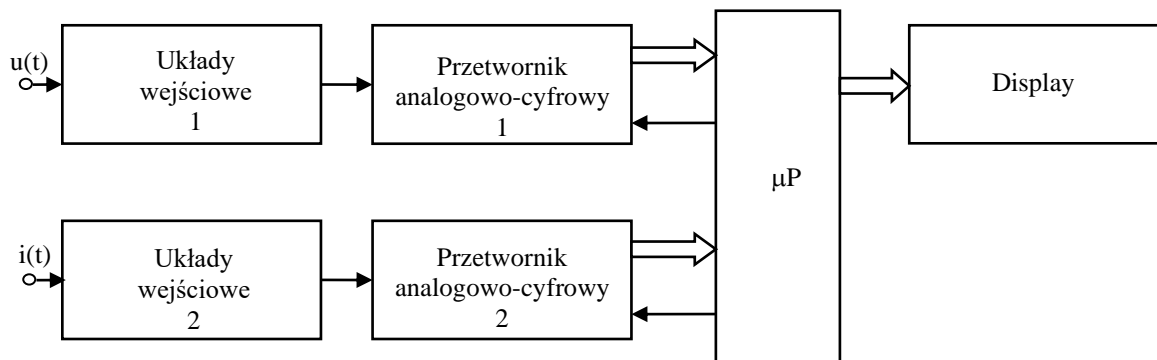 u(t)
Układy
wejściowe
1
Przetwornik
analogowo-cyfrowy
1
μP
Display
i(t)
Układy
wejściowe
2
Przetwornik
analogowo-cyfrowy
2